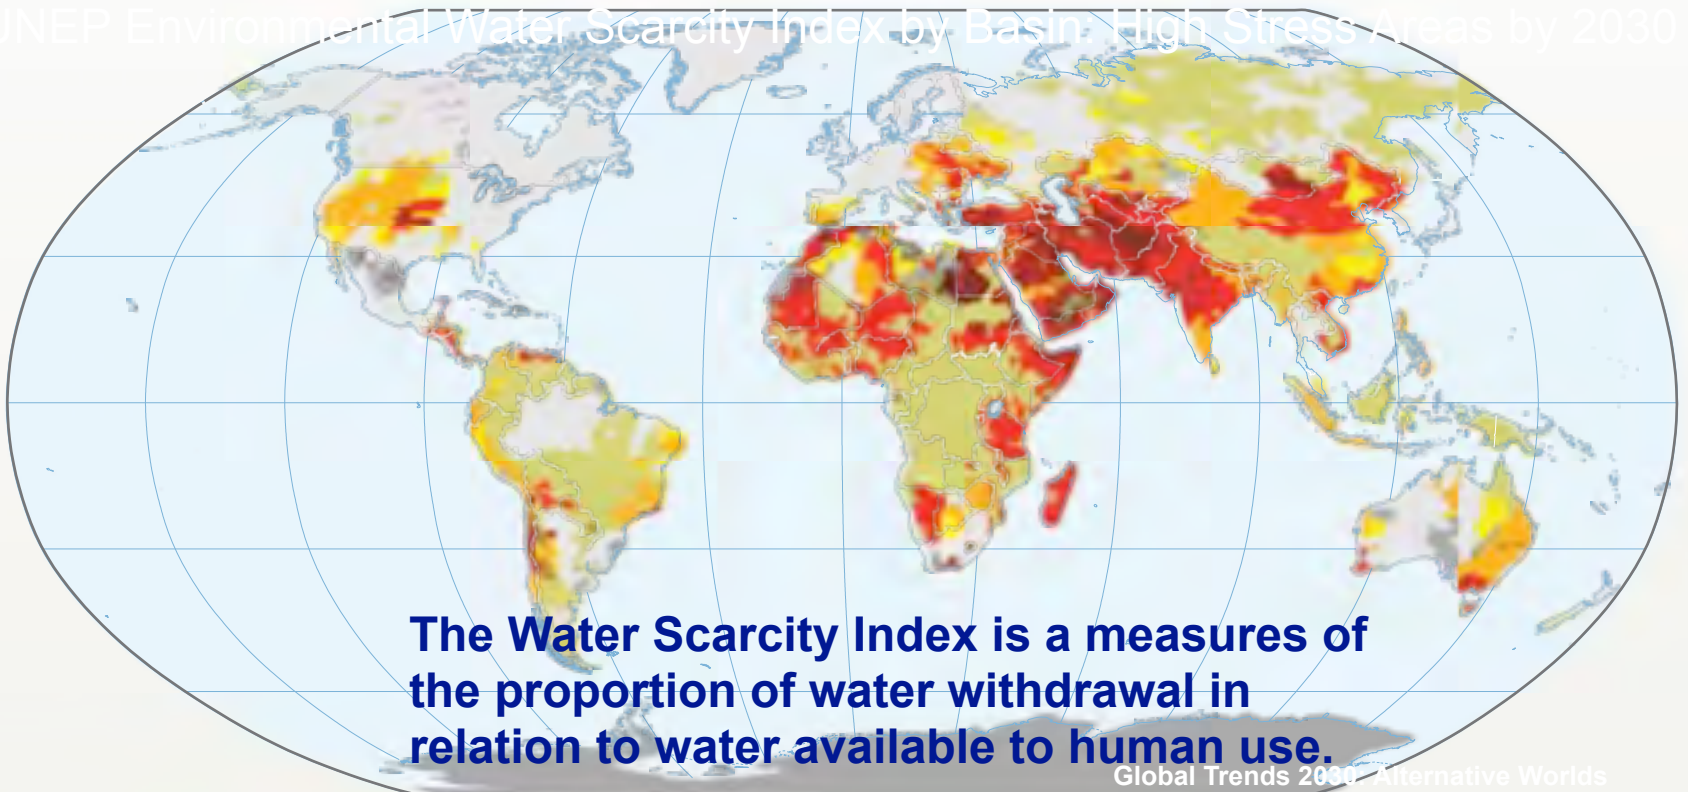 UNEP Environmental Water Scarcity Index by Basin: High Stress Areas by 2030
The Water Scarcity Index is a measures of
the proportion of water withdrawal in
relation to water available to human use.
Global Trends 2030: Alternative Worlds